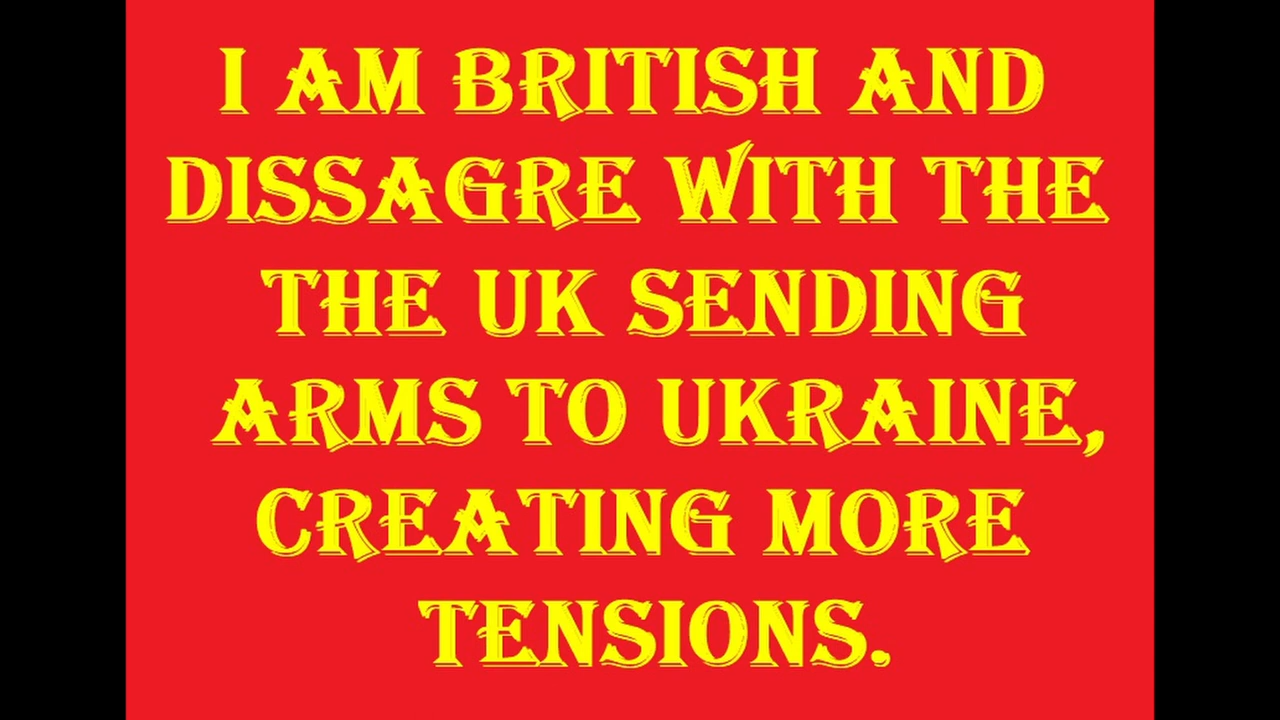 I AM BRITISH AND
DISSAGRE WITH THE
THE UK SENDING
ARMS TO UKRAINE,
CREATING MORE
TENSIONS.